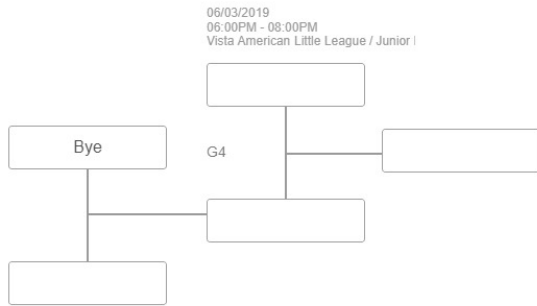 06/03/2019
06:00PM - 08:00PM
Vista American Little League / Junior
Bye
G4